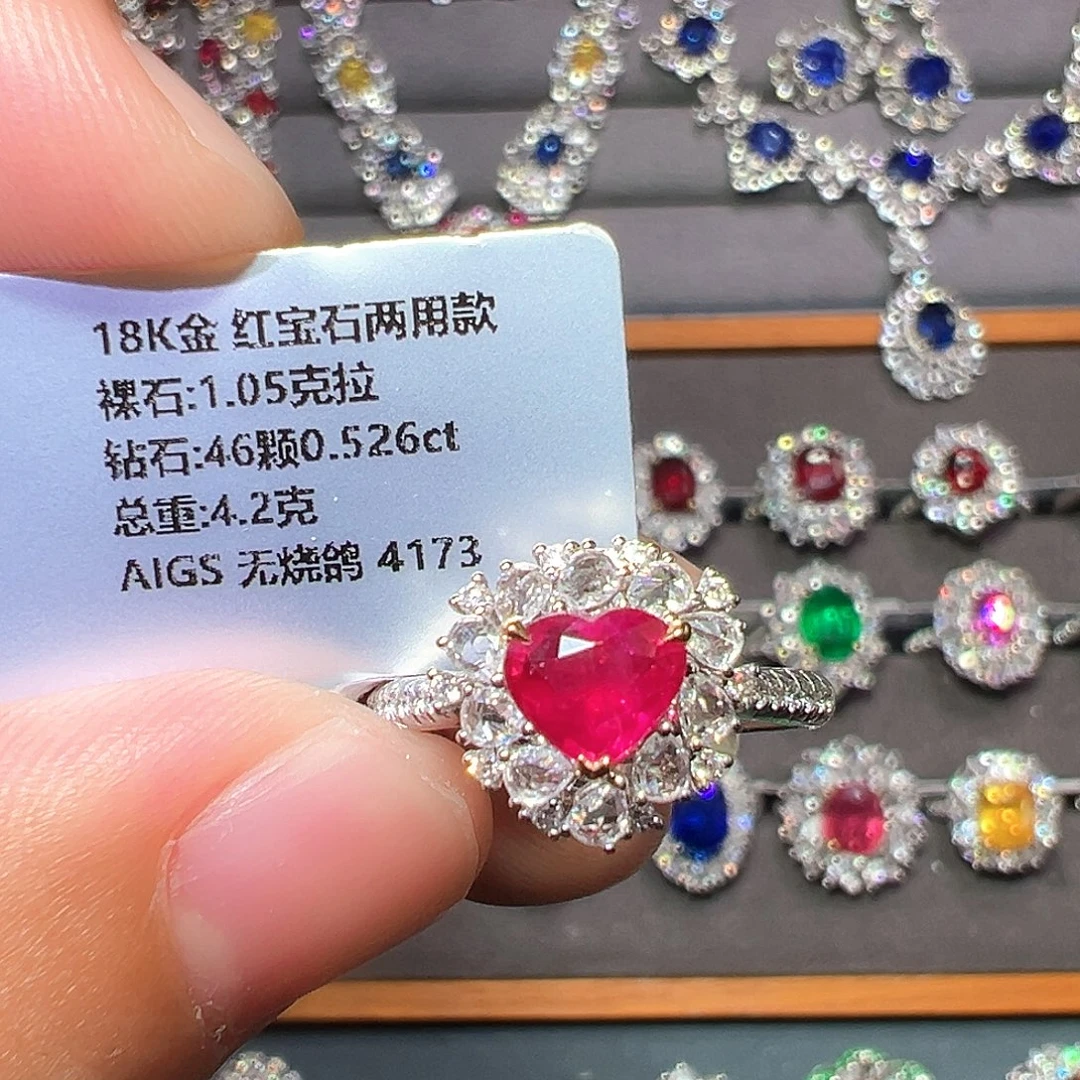 18K金 红宝石两用款
裸石:1.05克拉
钻石:46颗0.526ct
总重:4.2克
AIGS 无烧鸽 4173